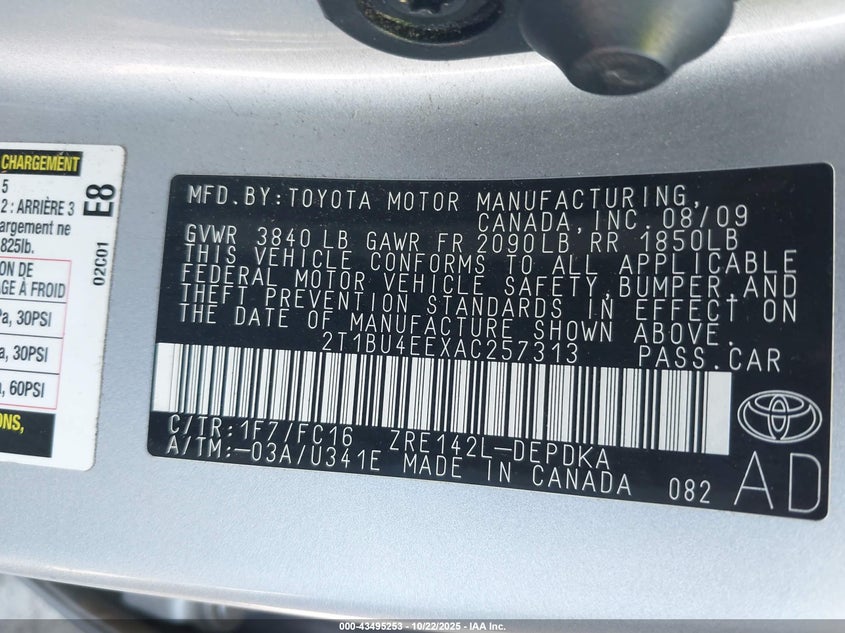 CHARGEMENT
5
2 : ARRIÈRE 3
chargement ne
825lb.
ION DE
AGE À FROID
Pa, 30PSI
a, 30PSI
a, 60PSI
ONS,
E8
02C01
MFD.BY:TOYOTA MOTOR MANUFACTURING,
CANADA,INC. 08/09
GVWR 3840 LB GAWR FR 2090LB RR 1850LB
THIS VEHICLE CONFORMS TO ALL APPLICABLE
FEDERAL MOTOR VEHICLE SAFETY,BUMPER,AND
THEFT PREVENTION STANDARDS IN EFFECT ON
THE DATE OF MANUFACTURE SHOWN ABOVE.
2T1BU4EEXAC257313 PASS.CAR
C/TR:1F7/FC16 ZRE142L-DEPDKA
A/TM:-03A/U341E MADE IN CANADA 082
AD
000-43495253 - 10/22/2025 - IAA Inc.